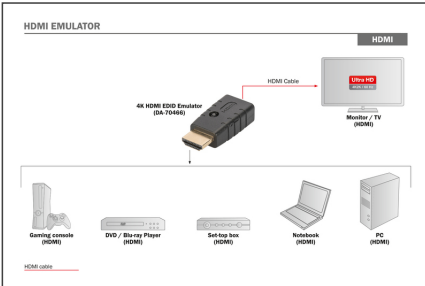 HDMI EMULATOR
HDMI
HDMI Cable
Ultra HD
4K HDMI EDID Emulator
(DA-70466)
Monitor / TV
(HDMI)
Gaming console
(HDMI)
DVD / Blu-ray Player
(HDMI)
Set-top box
(HDMI)
Notebook
(HDMI)
PC
(HDMI)
HDMI cable